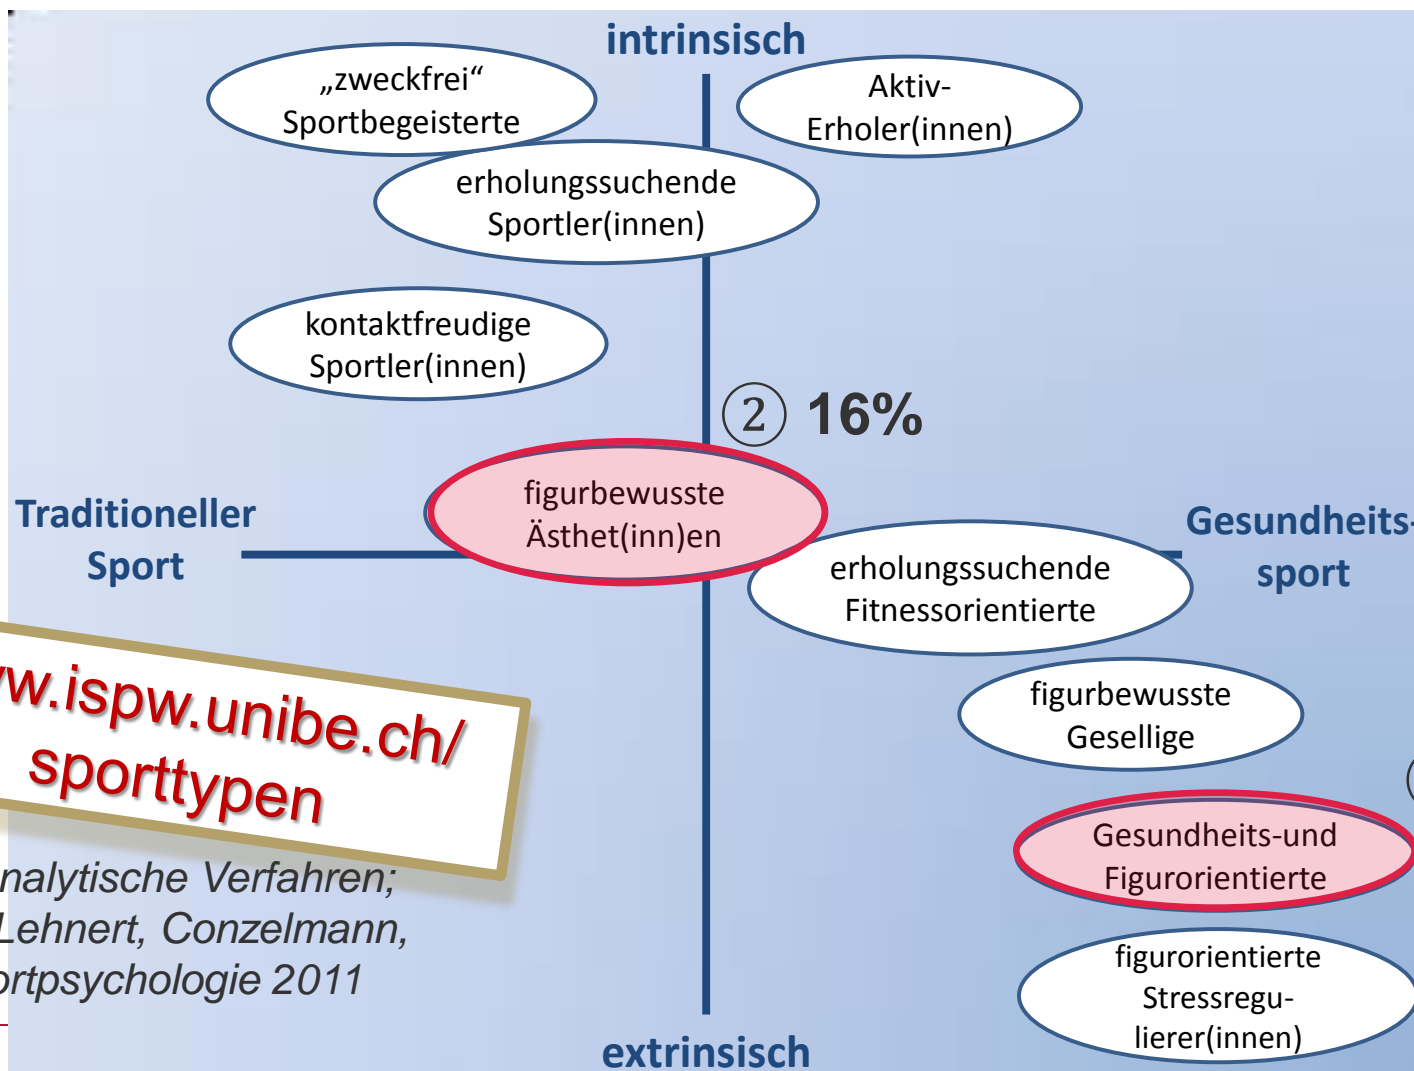 intrinsisch
„zweckfrei“
Sportbegeisterte
Aktiv-
Erholer(innen)
erholungssuchende
Sportler(innen)
kontaktfreudige
Sportler(innen)
② 16%
figurbewusste
Ästhet(inn)en
Traditioneller
Sport
Gesundheits-
sport
erholungssuchende
Fitnessorientierte
figurbewusste
Gesellige
w.ispw.unibe.ch/
sporttypen
Gesundheits-und
Figurorientierte
nalytische Verfahren;
Lehnert, Conzelmann,
ortpsychologie 2011
figurorientierte
Stressregu-
lierer(innen)
extrinsisch